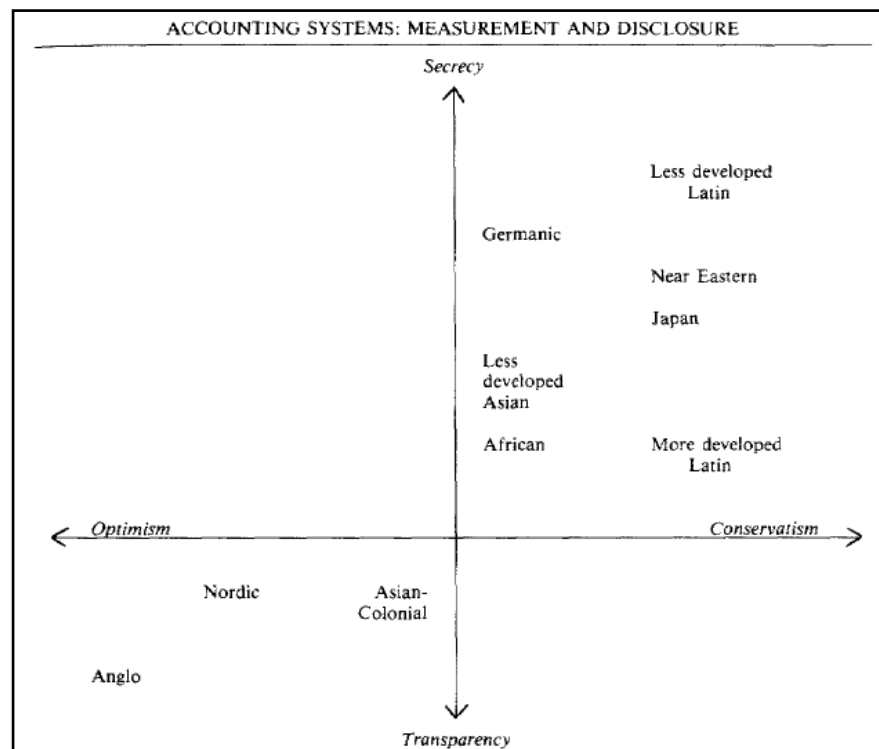 ACCOUNTING SYSTEMS: MEASUREMENT AND DISCLOSURE
Secrecy
Less developed
Latin
Germanic
Near Eastern
Japan
Less
developed
Asian
African
More developed
Latin
Optimism
Conservatism
Nordic
Asian-
Colonial
Anglo
Transparency